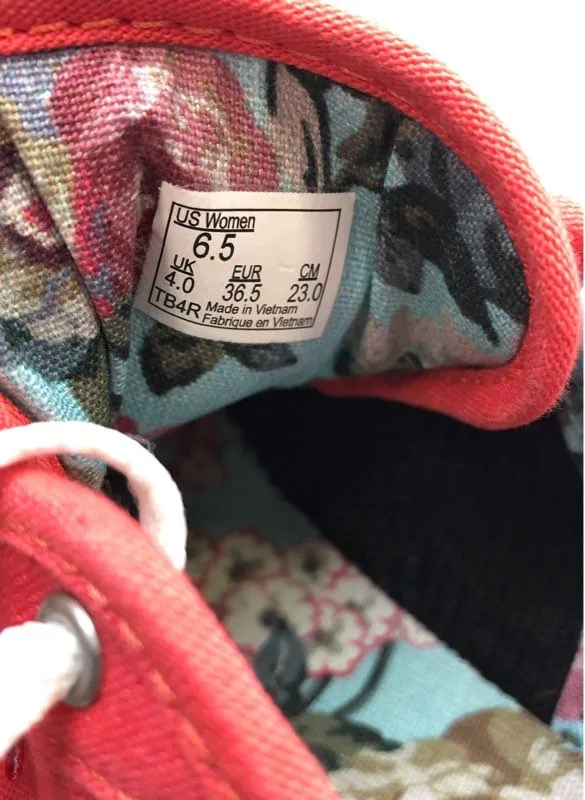 US Women
6.5
UK EUR CM
4.0 36.5 23.0
TB4R Made in Vietnam
Fabrique en Vietnam